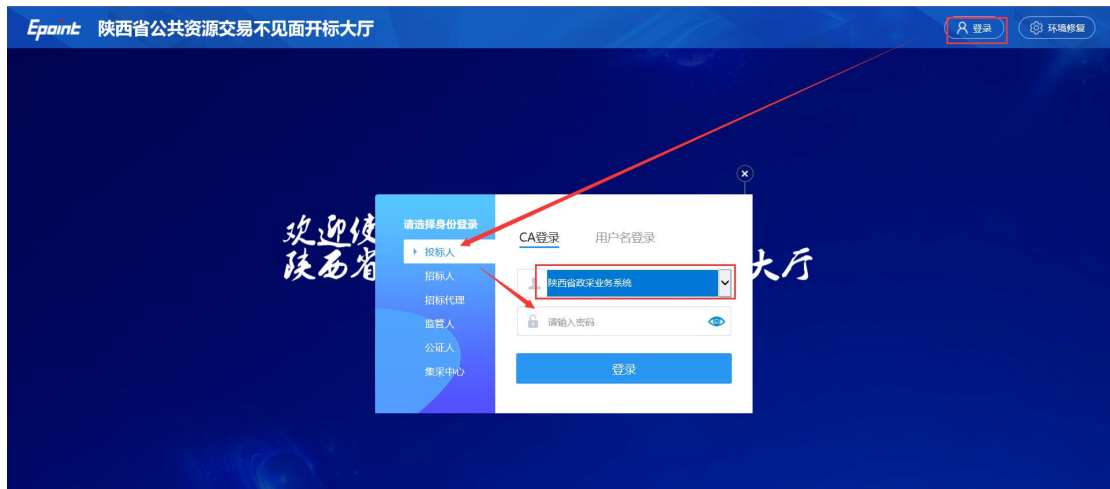 Epoint 陕西省公共资源交易不见面开标大厅
登录
环境修复
欢迎使
陕西省
大厅
请选择身份登录
投标人
招标人
招标代理
监管人
公证人
集采中心
CA登录 用户名登录
陕西省政采业务系统
请输入密码
登录